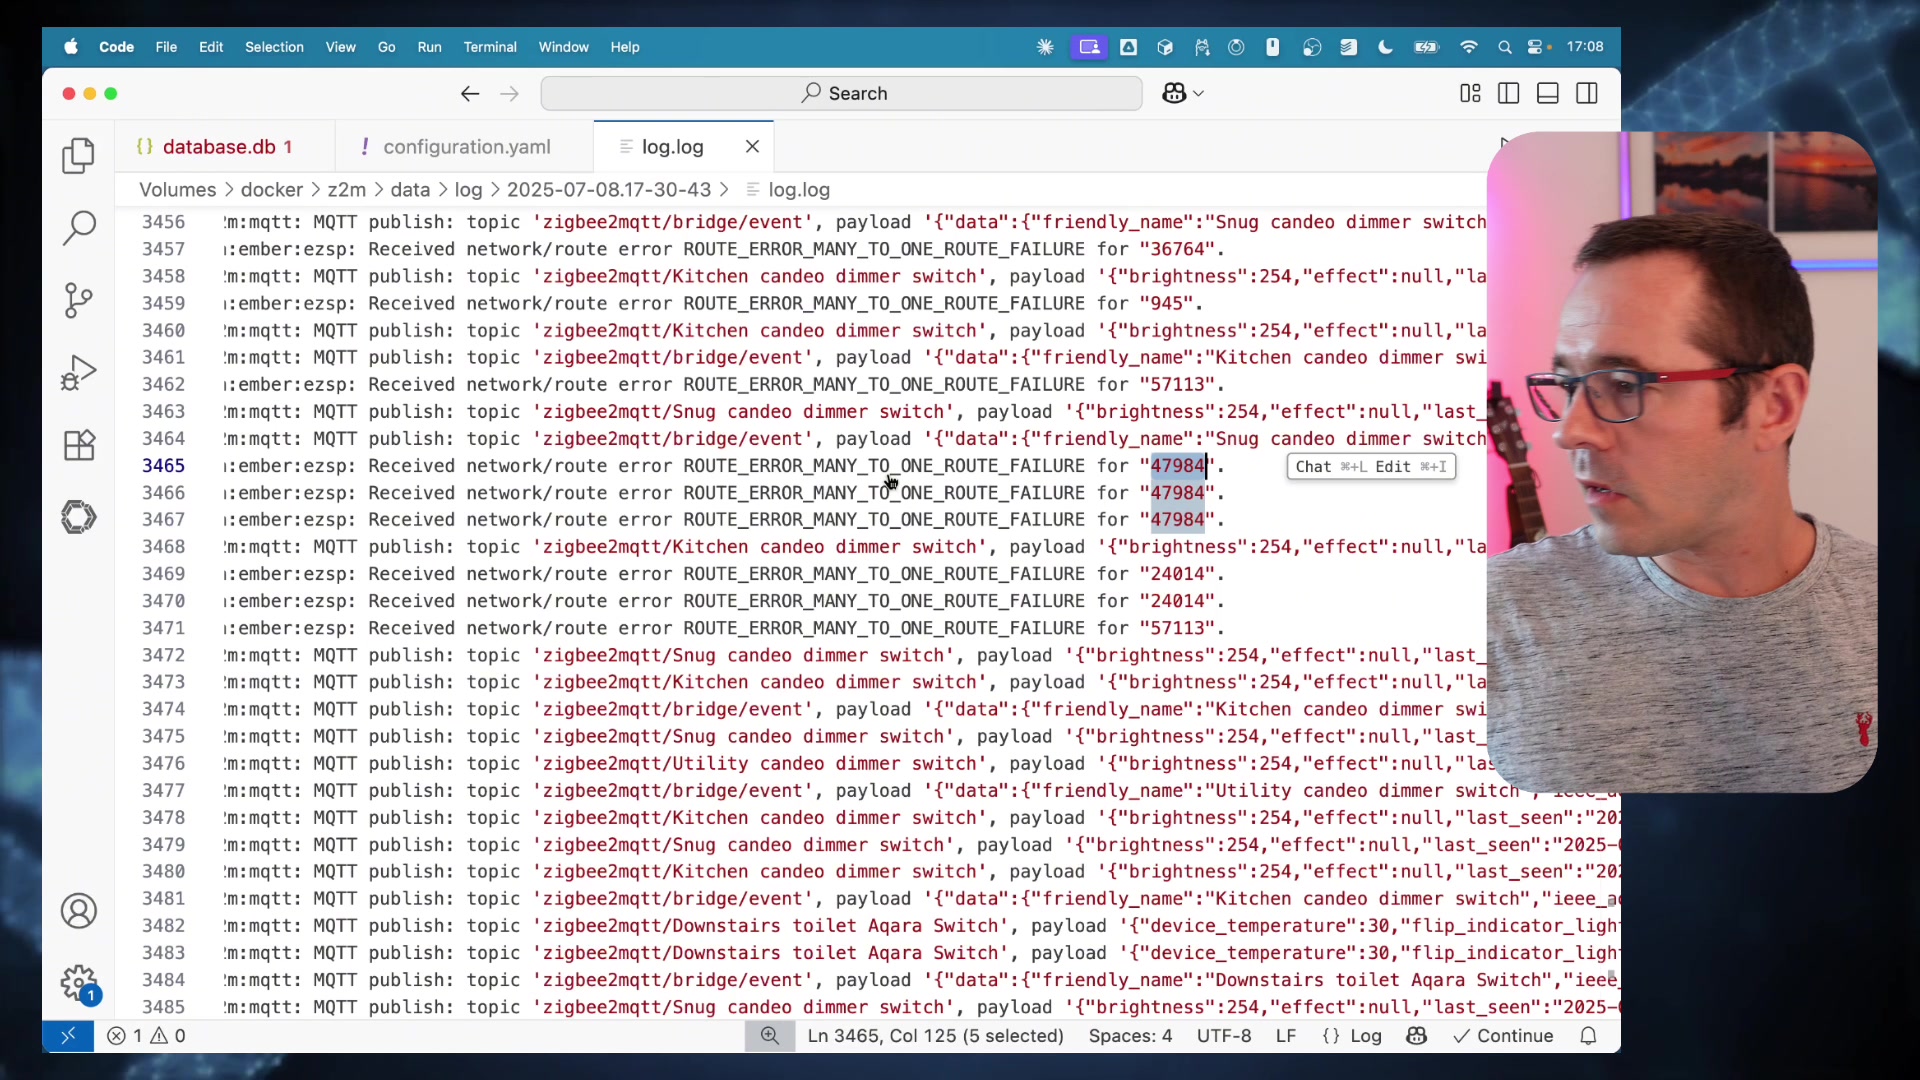 Code File Edit Selection View Go Run Terminal Window Help 17:08
Search
{} database.db 1 ! configuration.yaml log.log
Volumes > docker > z2m > data > log > 2025-07-08.17-30-43 > log.log
3456 m:mqtt: MQTT publish: topic 'zigbee2mqtt/bridge/event', payload '{"data":{"friendly_name":"Snug candeo dimmer switch
3457 :ember:ezsp: Received network/route error ROUTE_ERROR_MANY_TO_ONE_ROUTE_FAILURE for "36764".
3458 m:mqtt: MQTT publish: topic 'zigbee2mqtt/Kitchen candeo dimmer switch', payload '{"brightness":254,"effect":null,"la
3459 :ember:ezsp: Received network/route error ROUTE_ERROR_MANY_TO_ONE_ROUTE_FAILURE for "945".
3460 m:mqtt: MQTT publish: topic 'zigbee2mqtt/Kitchen candeo dimmer switch', payload '{"brightness":254,"effect":null,"la
3461 m:mqtt: MQTT publish: topic 'zigbee2mqtt/bridge/event', payload '{"data":{"friendly_name":"Kitchen candeo dimmer swi
3462 :ember:ezsp: Received network/route error ROUTE_ERROR_MANY_TO_ONE_ROUTE_FAILURE for "57113".
3463 m:mqtt: MQTT publish: topic 'zigbee2mqtt/Snug candeo dimmer switch', payload '{"brightness":254,"effect":null,"last_
3464 m:mqtt: MQTT publish: topic 'zigbee2mqtt/bridge/event', payload '{"data":{"friendly_name":"Snug candeo dimmer switch
3465 :ember:ezsp: Received network/route error ROUTE_ERROR_MANY_TO_ONE_ROUTE_FAILURE for "47984". Chat ⌘+L Edit ⌘+I
3466 :ember:ezsp: Received network/route error ROUTE_ERROR_MANY_TO_ONE_ROUTE_FAILURE for "47984".
3467 :ember:ezsp: Received network/route error ROUTE_ERROR_MANY_TO_ONE_ROUTE_FAILURE for "47984".
3468 m:mqtt: MQTT publish: topic 'zigbee2mqtt/Kitchen candeo dimmer switch', payload '{"brightness":254,"effect":null,"la
3469 :ember:ezsp: Received network/route error ROUTE_ERROR_MANY_TO_ONE_ROUTE_FAILURE for "24014".
3470 :ember:ezsp: Received network/route error ROUTE_ERROR_MANY_TO_ONE_ROUTE_FAILURE for "24014".
3471 :ember:ezsp: Received network/route error ROUTE_ERROR_MANY_TO_ONE_ROUTE_FAILURE for "57113".
3472 m:mqtt: MQTT publish: topic 'zigbee2mqtt/Snug candeo dimmer switch', payload '{"brightness":254,"effect":null,"last_
3473 m:mqtt: MQTT publish: topic 'zigbee2mqtt/Kitchen candeo dimmer switch', payload '{"brightness":254,"effect":null,"la
3474 m:mqtt: MQTT publish: topic 'zigbee2mqtt/bridge/event', payload '{"data":{"friendly_name":"Kitchen candeo dimmer swi
3475 m:mqtt: MQTT publish: topic 'zigbee2mqtt/Snug candeo dimmer switch', payload '{"brightness":254,"effect":null,"last_
3476 m:mqtt: MQTT publish: topic 'zigbee2mqtt/Utility candeo dimmer switch', payload '{"brightness":254,"effect":null,"la
3477 m:mqtt: MQTT publish: topic 'zigbee2mqtt/bridge/event', payload '{"data":{"friendly_name":"Utility candeo dimmer switch","ieee_a
3478 m:mqtt: MQTT publish: topic 'zigbee2mqtt/Kitchen candeo dimmer switch', payload '{"brightness":254,"effect":null,"last_seen":"202
3479 m:mqtt: MQTT publish: topic 'zigbee2mqtt/Snug candeo dimmer switch', payload '{"brightness":254,"effect":null,"last_seen":"2025-0
3480 m:mqtt: MQTT publish: topic 'zigbee2mqtt/Kitchen candeo dimmer switch', payload '{"brightness":254,"effect":null,"last_seen":"202
3481 m:mqtt: MQTT publish: topic 'zigbee2mqtt/bridge/event', payload '{"data":{"friendly_name":"Kitchen candeo dimmer switch","ieee_a
3482 m:mqtt: MQTT publish: topic 'zigbee2mqtt/Downstairs toilet Aqara Switch', payload '{"device_temperature":30,"flip_indicator_ligh
3483 m:mqtt: MQTT publish: topic 'zigbee2mqtt/Downstairs toilet Aqara Switch', payload '{"device_temperature":30,"flip_indicator_ligh
3484 m:mqtt: MQTT publish: topic 'zigbee2mqtt/bridge/event', payload '{"data":{"friendly_name":"Downstairs toilet Aqara Switch","ieee_
3485 m:mqtt: MQTT publish: topic 'zigbee2mqtt/Snug candeo dimmer switch', payload '{"brightness":254,"effect":null,"last_seen":"2025-0
1
1 0 Ln 3465, Col 125 (5 selected) Spaces: 4 UTF-8 LF {} Log Continue